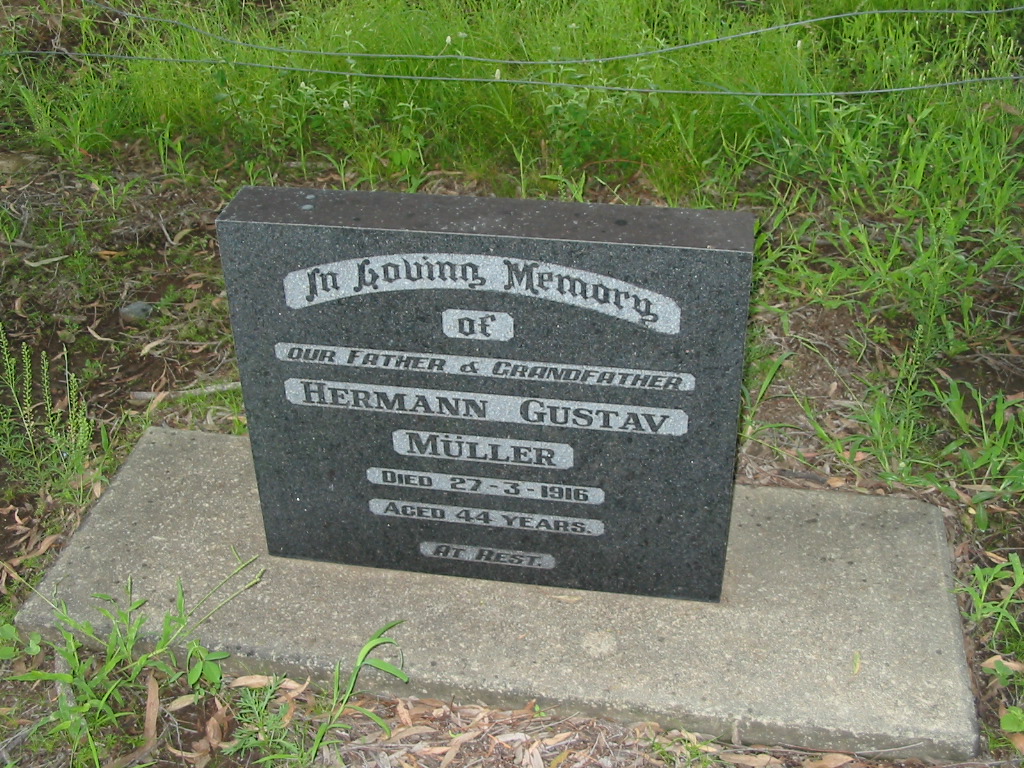 In Loving Memory
of
OUR FATHER & GRANDFATHER
HERMANN GUSTAV
MÜLLER
DIED 27-3-1916
AGED 44 YEARS.
AT REST.